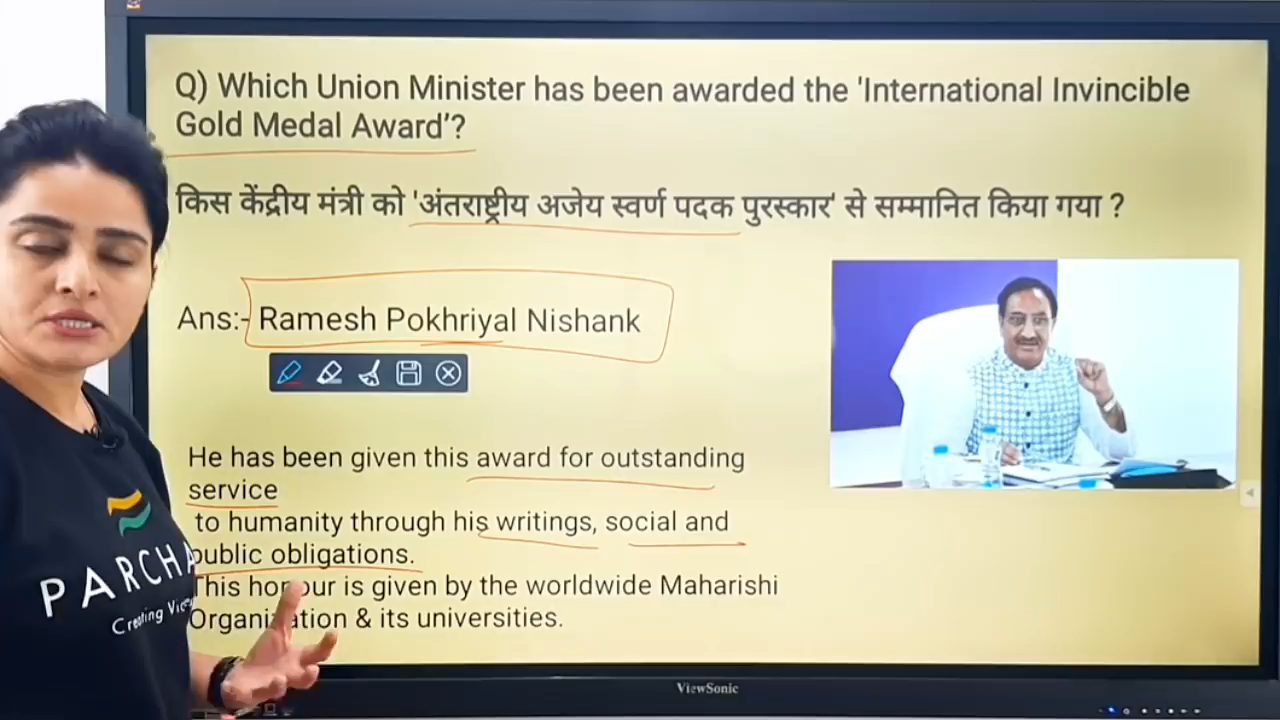 Q) Which Union Minister has been awarded the 'International Invincible
Gold Medal Award'?
किस केंद्रीय मंत्री को 'अंतराष्ट्रीय अजेय स्वर्ण पदक पुरस्कार' से सम्मानित किया गया ?
Ans:- Ramesh Pokhriyal Nishank
He has been given this award for outstanding
service
to humanity through his writings, social and
public obligations.
This honour is given by the worldwide Maharishi
Organization & its universities.
PARCHA
Creating
ViewSonic